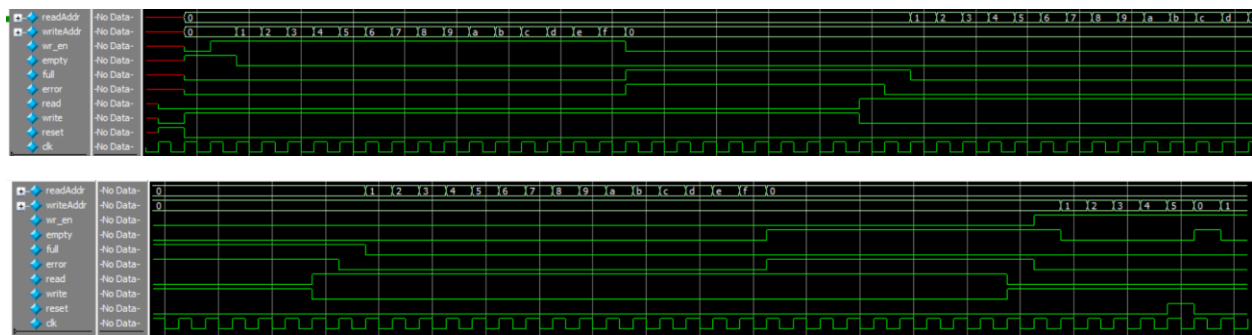 readAddr -No Data- 0 1 2 3 4 5 6 7 8 9 a b c d
writeAddr -No Data- 0 1 2 3 4 5 6 7 8 9 a b c d e f 0
wr_en -No Data-
empty -No Data-
full -No Data-
error -No Data-
read -No Data-
write -No Data-
reset -No Data-
clk -No Data-
readAddr -No Data- 0 1 2 3 4 5 6 7 8 9 a b c d e f 0
writeAddr -No Data- 0 1 2 3 4 5 0 1
wr_en -No Data-
empty -No Data-
full -No Data-
error -No Data-
read -No Data-
write -No Data-
reset -No Data-
clk -No Data-